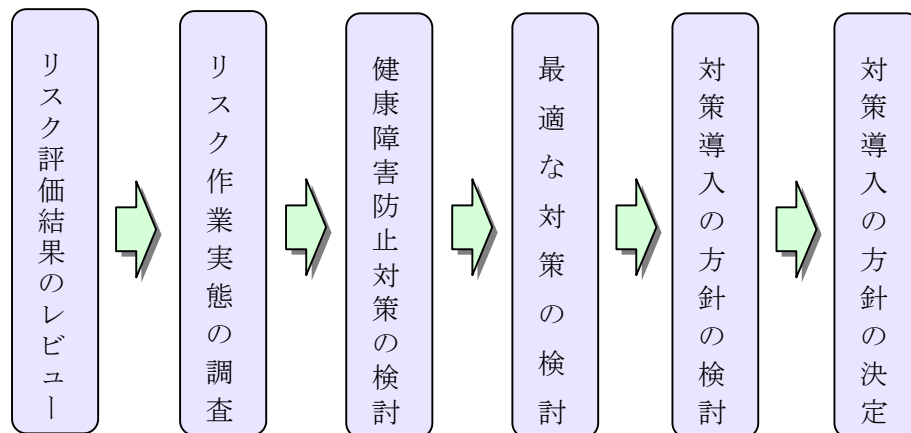 リスク評価結果のレビュー
リスク作業実態の調査
健康障害防止対策の検討
最適な対策の検討
対策導入の方針の検討
対策導入の方針の決定